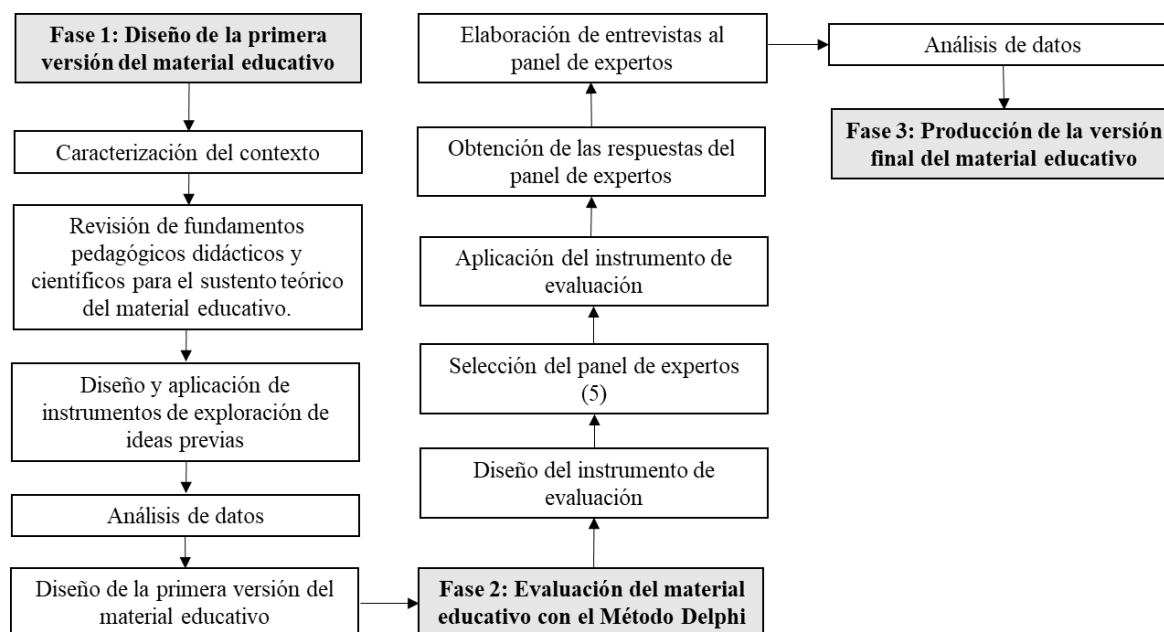 Fase 1: Diseño de la primera
versión del material educativo
Caracterización del contexto
Revisión de fundamentos
pedagógicos didácticos y
científicos para el sustento teórico
del material educativo.
Diseño y aplicación de
instrumentos de exploración de
ideas previas
Análisis de datos
Diseño de la primera versión del
material educativo
Fase 2: Evaluación del material
educativo con el Método Delphi
Diseño del instrumento de
evaluación
Selección del panel de expertos
(5)
Aplicación del instrumento de
evaluación
Obtención de las respuestas del
panel de expertos
Elaboración de entrevistas al
panel de expertos
Análisis de datos
Fase 3: Producción de la versión
final del material educativo